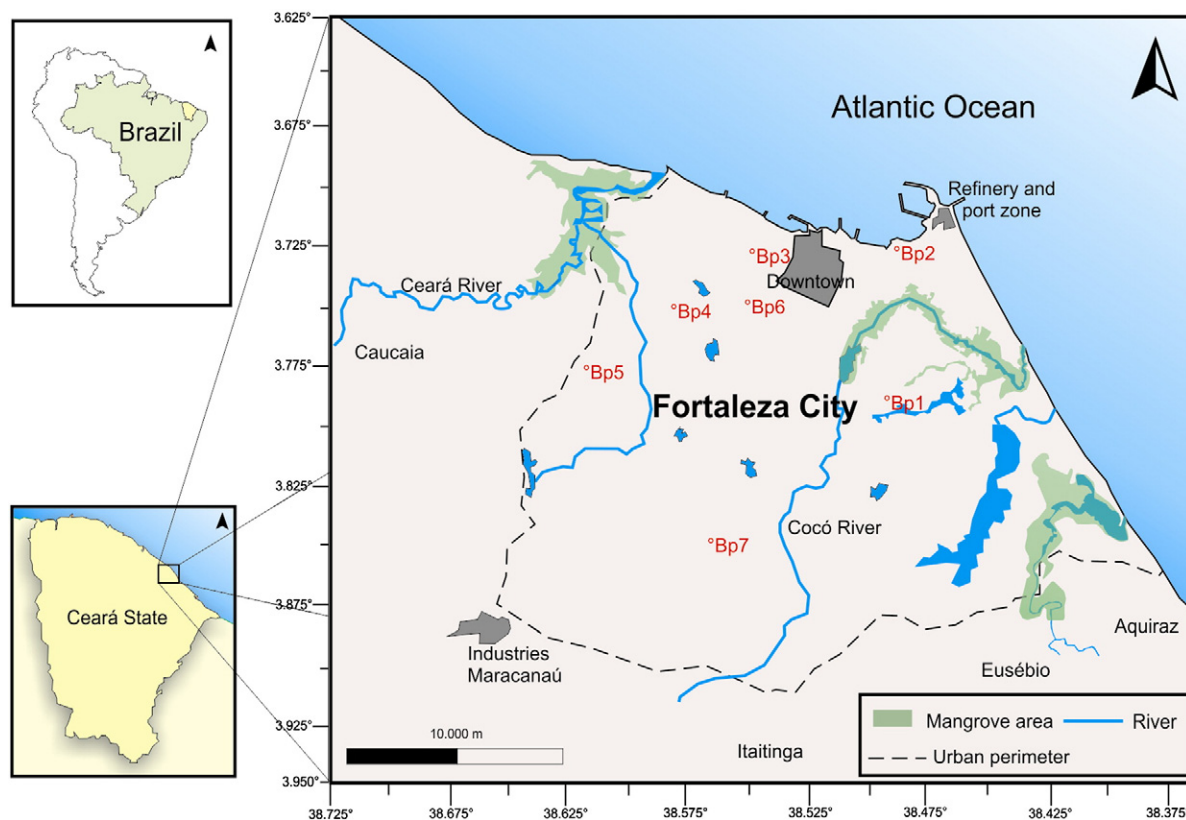 Brazil
Ceará State
3.625°
3.675°
3.725°
3.775°
3.825°
3.875°
3.925°
3.950°
38.725°
38.675°
38.625°
38.575°
38.525°
38.475°
38.425°
38.375°
Atlantic Ocean
Refinery and
port zone
°Bp3
°Bp2
Downtown
Ceará River
°Bp4
°Bp6
Caucaia
°Bp5
Fortaleza City
°Bp1
Cocó River
°Bp7
Industries
Maracanaú
Aquiraz
Eusébio
Itaitinga
10.000 m
Mangrove area
River
Urban perimeter